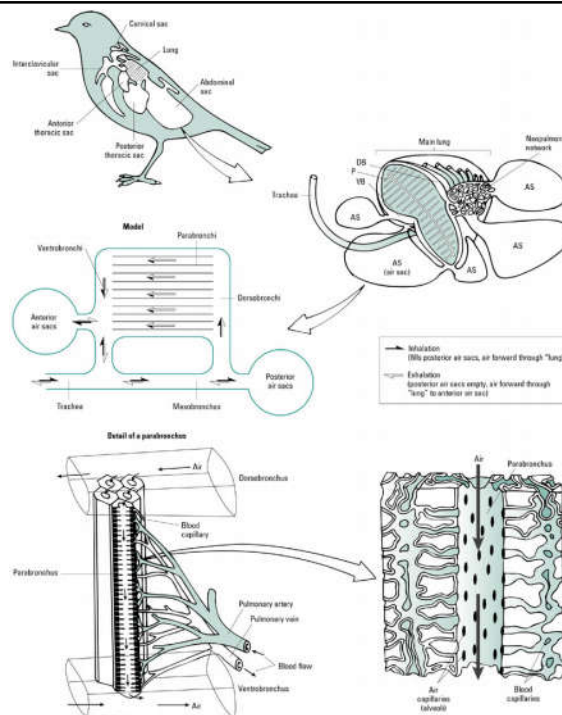 Cervical sac
Lung
Interclavicular
sac
Abdominal
sac
Anterior
thoracic sac
Posterior
thoracic sac
Main lung
Neopulmonic
network
DB
P
VB
Trachea
AS
AS
AS
AS
(air sac)
AS
AS
Model
Parabronchi
Ventrobronchi
Dorsobronchi
Anterior
air sacs
Posterior
air sacs
Trachea
Mesobronchus
Inhalation
(fills posterior air sacs, air forward through "lung")
Exhalation
(posterior air sacs empty, air forward through
"lung" to anterior air sac)
Detail of a parabronchus
Air
Dorsobronchus
Blood
capillary
Parabronchus
Pulmonary artery
Pulmonary vein
Blood flow
Ventrobronchus
Air
Air
Parabronchus
Air
capillaries
(alveoli)
Blood
capillaries